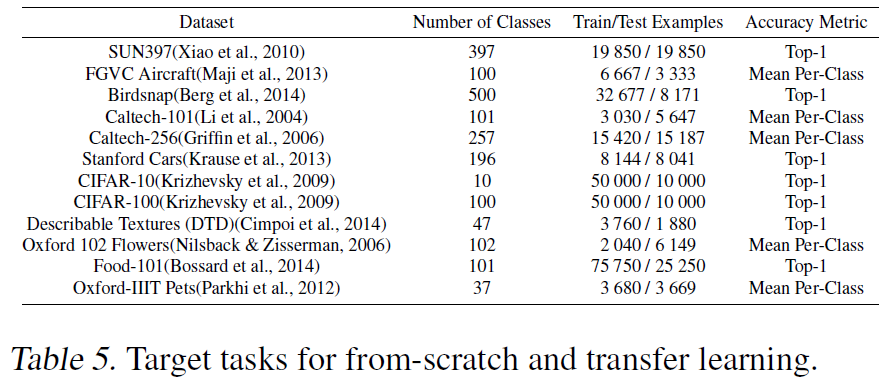 Dataset Number of Classes Train/Test Examples Accuracy Metric
SUN397(Xiao et al., 2010) 397 19 850 / 19 850 Top-1
FGVC Aircraft(Maji et al., 2013) 100 6 667 / 3 333 Mean Per-Class
Birdsnap(Berg et al., 2014) 500 32 677 / 8 171 Top-1
Caltech-101(Li et al., 2004) 101 3 030 / 5 647 Mean Per-Class
Caltech-256(Griffin et al., 2006) 257 15 420 / 15 187 Mean Per-Class
Stanford Cars(Krause et al., 2013) 196 8 144 / 8 041 Top-1
CIFAR-10(Krizhevsky et al., 2009) 10 50 000 / 10 000 Top-1
CIFAR-100(Krizhevsky et al., 2009) 100 50 000 / 10 000 Top-1
Describable Textures (DTD)(Cimpoi et al., 2014) 47 3 760 / 1 880 Top-1
Oxford 102 Flowers(Nilsback & Zisserman, 2006) 102 2 040 / 6 149 Mean Per-Class
Food-101(Bossard et al., 2014) 101 75 750 / 25 250 Top-1
Oxford-IIIT Pets(Parkhi et al., 2012) 37 3 680 / 3 669 Mean Per-Class
Table 5. Target tasks for from-scratch and transfer learning.